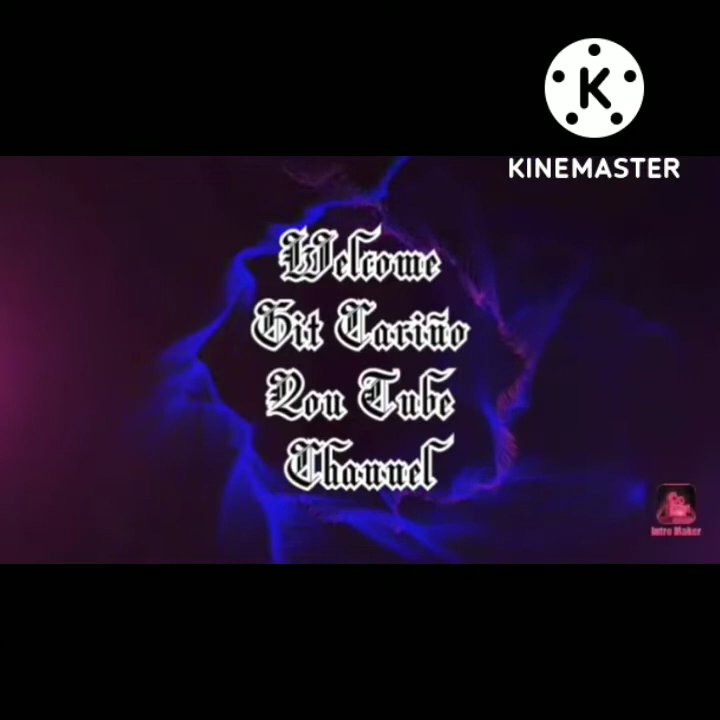 K
KINEMASTER
Welcome
Git Cariño
You Tube
Channel
Intro Maker